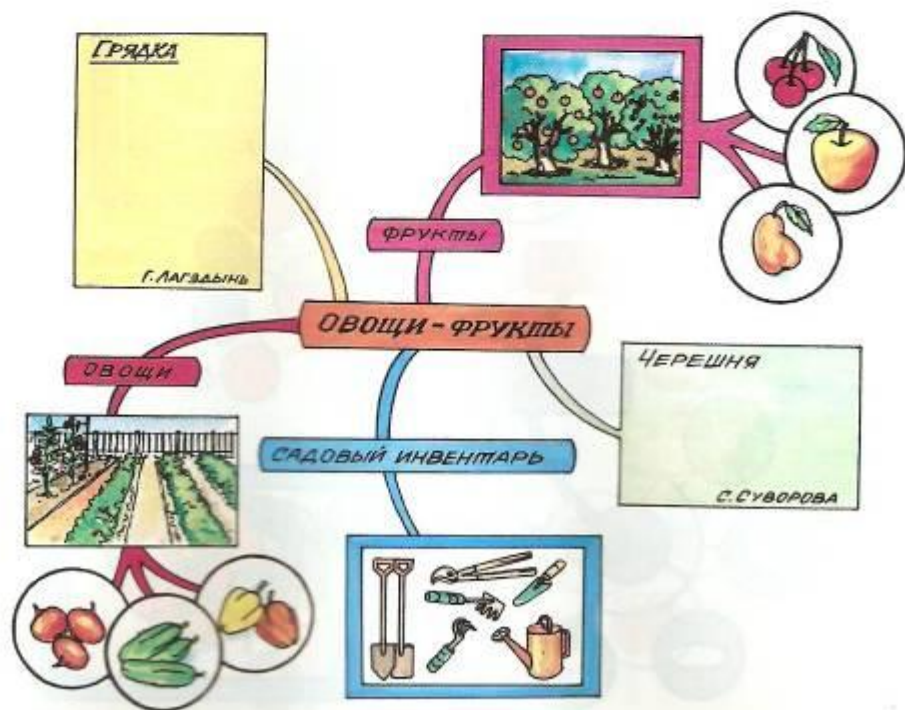 ГРЯДКА
Г. ЛАГЗДЫНЬ
ФРУКТЫ
ОВОЩИ-ФРУКТЫ
ОВОЩИ
ЧЕРЕШНЯ
С. СУВОРОВА
САДОВЫЙ ИНВЕНТАРЬ